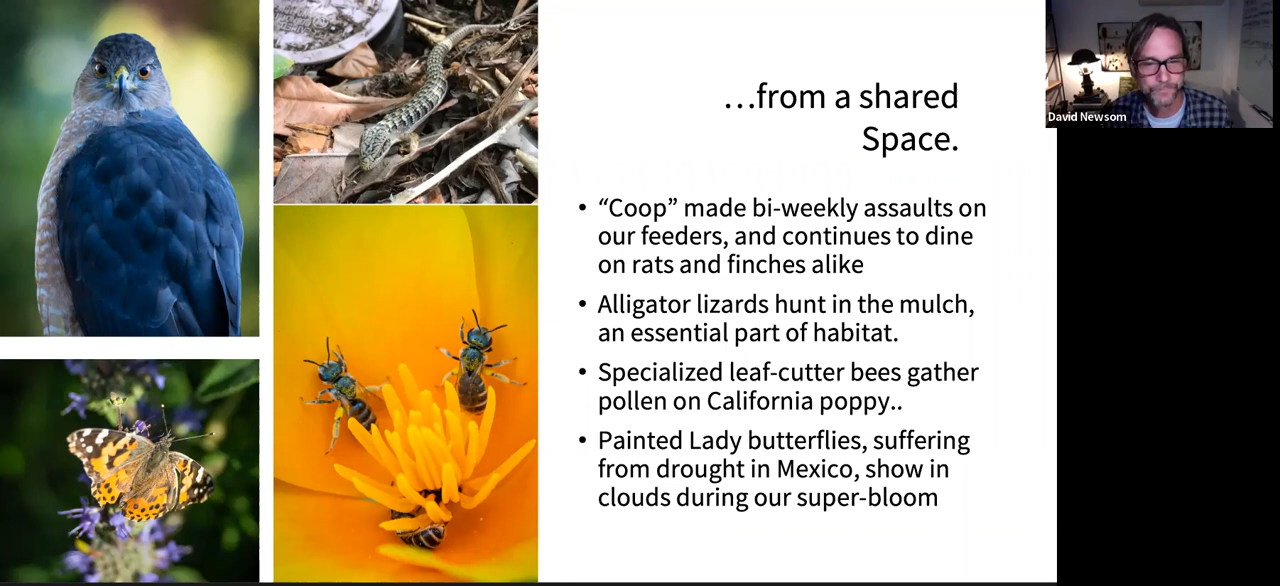 …from a shared
Space.
• “Coop” made bi-weekly assaults on
our feeders, and continues to dine
on rats and finches alike
• Alligator lizards hunt in the mulch,
an essential part of habitat.
• Specialized leaf-cutter bees gather
pollen on California poppy..
• Painted Lady butterflies, suffering
from drought in Mexico, show in
clouds during our super-bloom
David Newsom